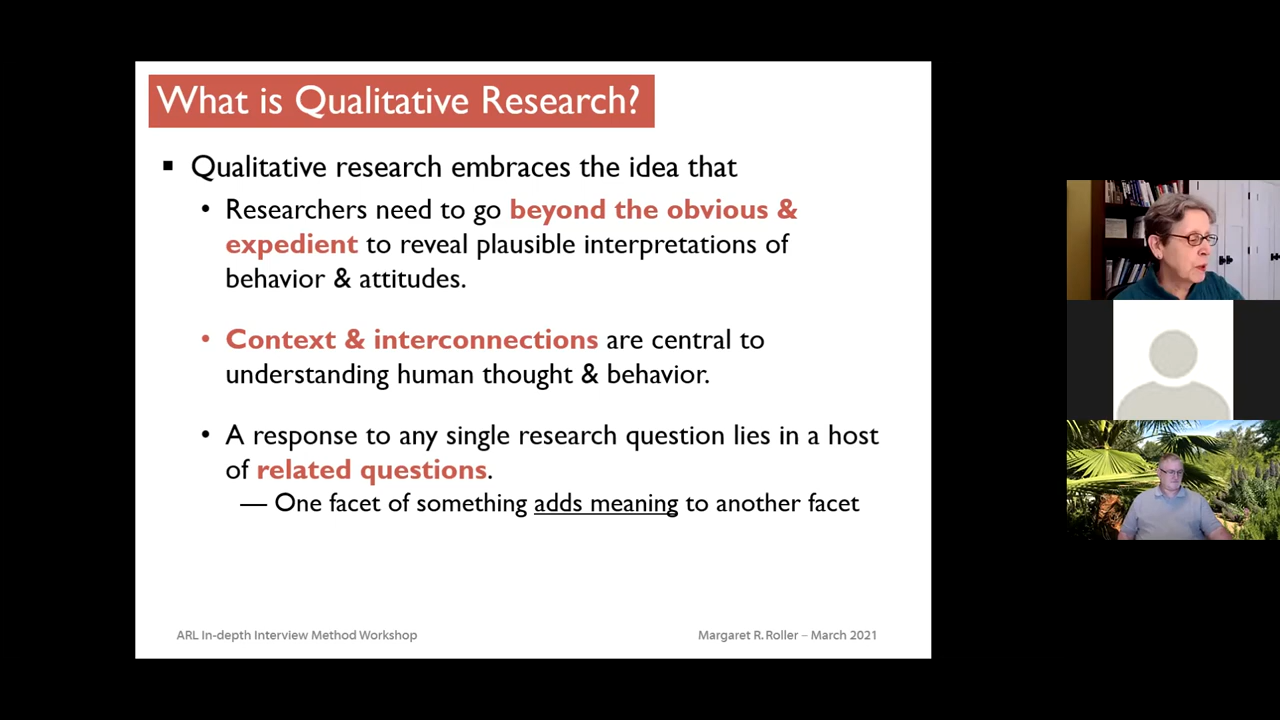 What is Qualitative Research?
▪ Qualitative research embraces the idea that
• Researchers need to go beyond the obvious &
expedient to reveal plausible interpretations of
behavior & attitudes.
• Context & interconnections are central to
understanding human thought & behavior.
• A response to any single research question lies in a host
of related questions.
— One facet of something adds meaning to another facet
ARL In-depth Interview Method Workshop
Margaret R. Roller – March 2021